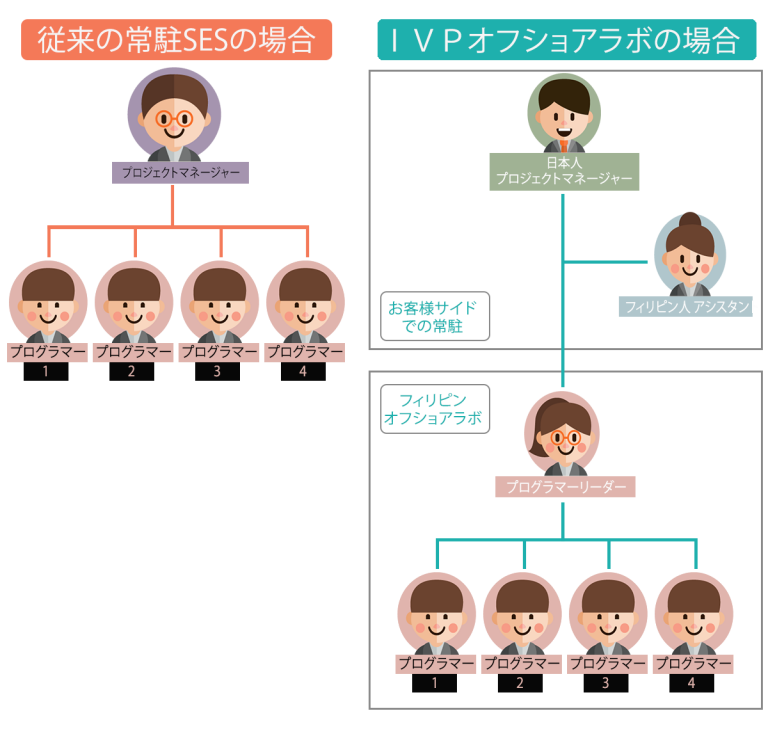 従来の常駐SESの場合
プロジェクトマネージャー
プログラマー
1
プログラマー
2
プログラマー
3
プログラマー
4
IVPオフショアラボの場合
日本人
プロジェクトマネージャー
フィリピン人 アシスタン
お客様サイド
での常駐
フィリピン
オフショアラボ
プログラマーリーダー
プログラマー
1
プログラマー
2
プログラマー
3
プログラマー
4